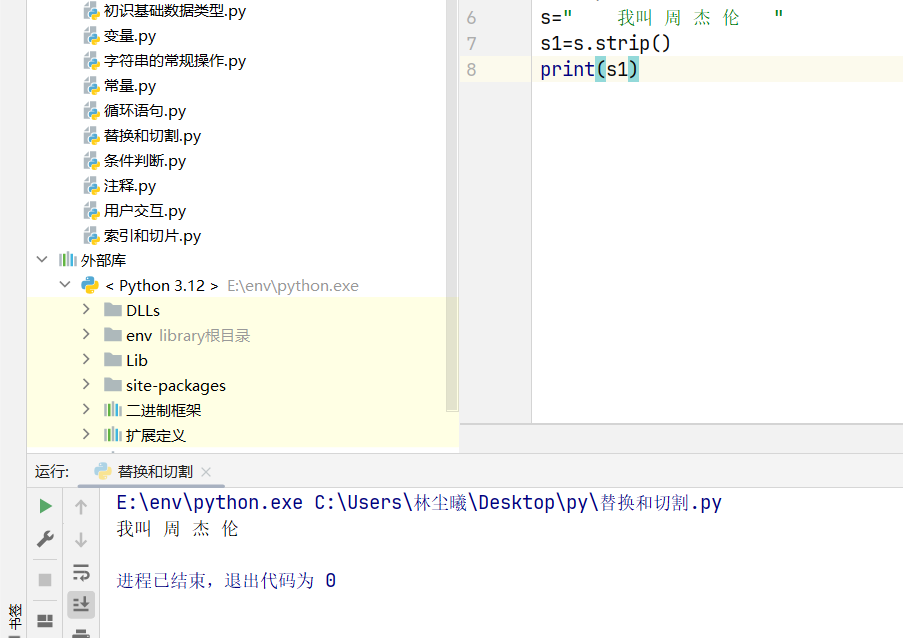 初识基础数据类型.py
变量.py
字符串的常规操作.py
常量.py
循环语句.py
替换和切割.py
条件判断.py
注释.py
用户交互.py
索引和切片.py
外部库
< Python 3.12 > E:\env\python.exe
DLLs
env library根目录
Lib
site-packages
二进制框架
扩展定义
6 s="    我叫 周 杰 伦   "
7 s1=s.strip()
8 print(s1)
运行: 替换和切割
E:\env\python.exe C:\Users\林尘曦\Desktop\py\替换和切割.py
我叫 周 杰 伦
进程已结束，退出代码为 0
书签